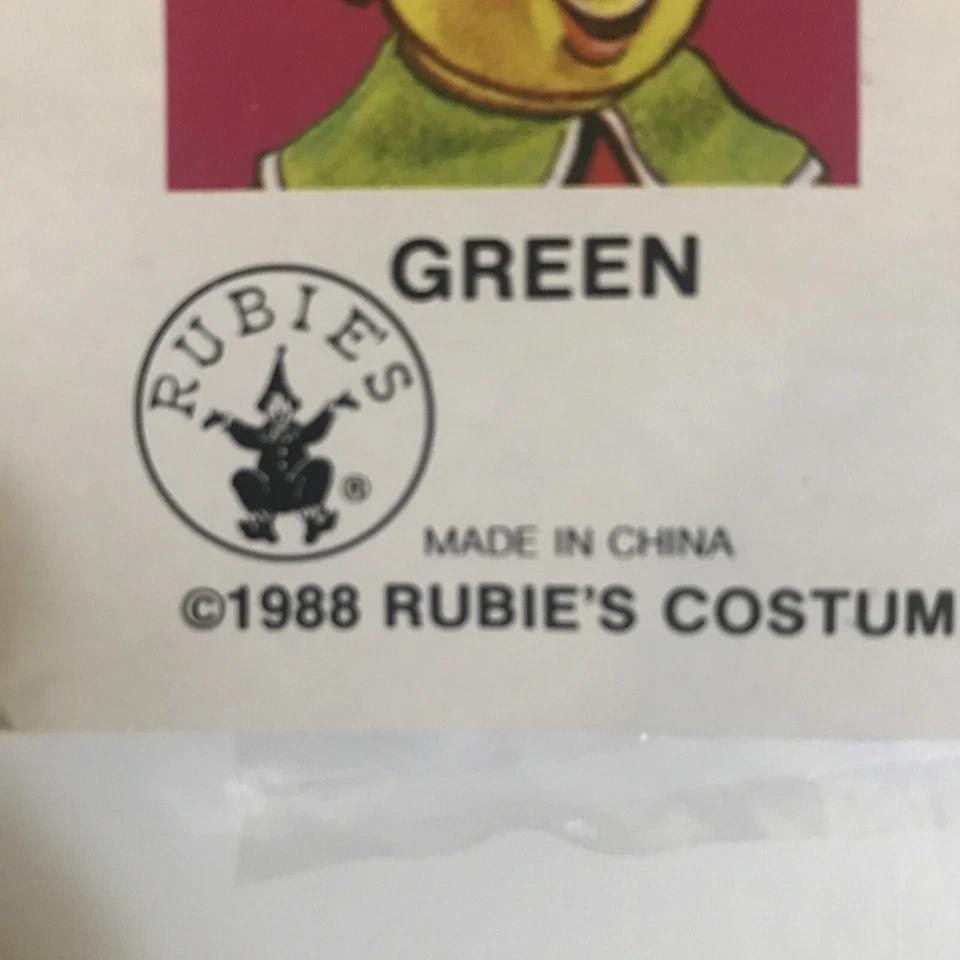 GREEN
RUBIES
®
MADE IN CHINA
©1988 RUBIE'S COSTUM